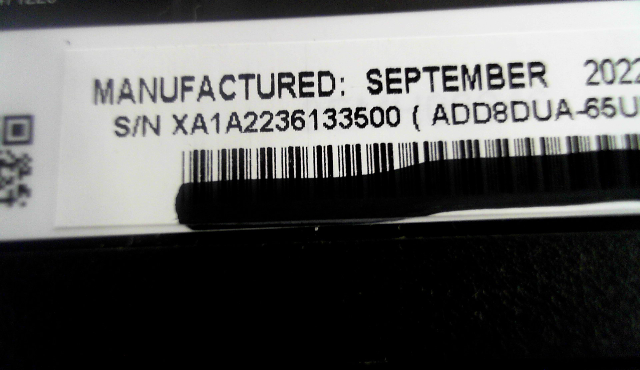 MANUFACTURED: SEPTEMBER 2022
S/N XA1A2236133500 ( ADD8DUA-65U